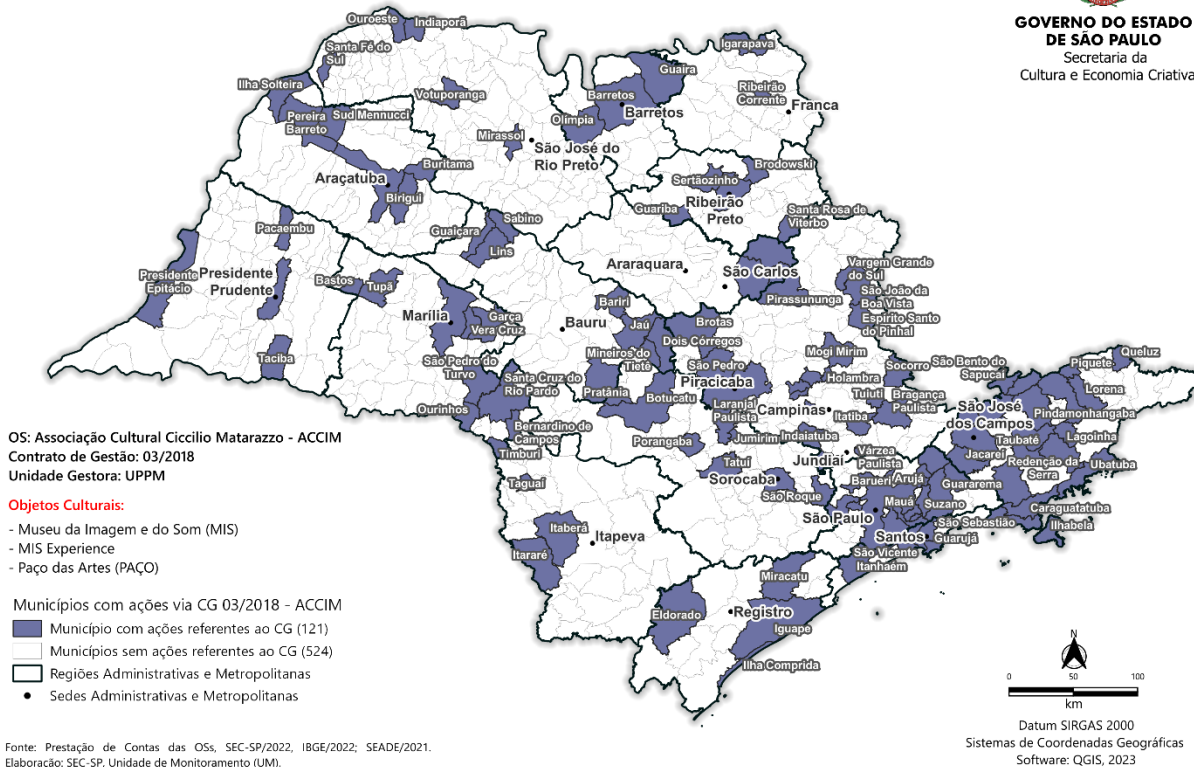 GOVERNO DO ESTADO
DE SÃO PAULO
Secretaria da
Cultura e Economia Criativa
Ouroeste
Indiaporã
Santa Fé do
Sul
Ilha Solteira
Votuporanga
Pereira
Barreto
Sud Mennucci
Mirassol
São José do
Rio Preto
Guaíra
Barretos
Barretos
Olímpia
Igarapava
Ribeirão
Corrente
Franca
Buritama
Araçatuba
Birigui
Brodowski
Sertãozinho
Ribeirão
Preto
Guariba
Santa Rosa de
Viterbo
Sabino
Guaiçara
Lins
Pacaembu
Araraquara
São Carlos
Pirassununga
Vargem Grande
do Sul
São João da
Boa Vista
Espírito Santo
do Pinhal
Presidente
Epitácio
Presidente
Prudente
Bastos
Tupã
Marília
Garça
Vera Cruz
Bauru
Bariri
Jaú
Brotas
Dois Córregos
Mineiros do
Tietê
São Pedro
Taciba
São Pedro do
Turvo
Santa Cruz do
Rio Pardo
Pratânia
Botucatu
Piracicaba
Laranjal
Paulista
Campinas
Mogi Mirim
Holambra
Socorro
São Bento do
Sapucaí
Piquete
Queluz
Lorena
Tuiuti
Bragança
Paulista
Itatiba
São José
dos Campos
Pindamonhangaba
Taubaté
Lagoinha
Ourinhos
Bernardino de
Campos
Timburi
Porangaba
Jumirim
Indaiatuba
Jundiaí
Várzea
Paulista
Jacareí
Redenção da
Serra
Ubatuba
Taguaí
Tatuí
Sorocaba
São Roque
Barueri
Arujá
Guararema
Mauá
Suzano
São Paulo
Caraguatatuba
São Sebastião
Ilhabela
Santos
Guarujá
São Vicente
Itanhaém
Itaberá
Itapeva
Itararé
Miracatu
Eldorado
Registro
Iguape
Ilha Comprida
OS: Associação Cultural Ciccilio Matarazzo - ACCIM
Contrato de Gestão: 03/2018
Unidade Gestora: UPPM
Objetos Culturais:
- Museu da Imagem e do Som (MIS)
- MIS Experience
- Paço das Artes (PAÇO)
Municípios com ações via CG 03/2018 - ACCIM
Município com ações referentes ao CG (121)
Municípios sem ações referentes ao CG (524)
Regiões Administrativas e Metropolitanas
Sedes Administrativas e Metropolitanas
Fonte: Prestação de Contas das OSs, SEC-SP/2022, IBGE/2022; SEADE/2021.
Elaboração: SEC-SP, Unidade de Monitoramento (UM).
N
0 50 100
km
Datum SIRGAS 2000
Sistemas de Coordenadas Geográficas
Software: QGIS, 2023